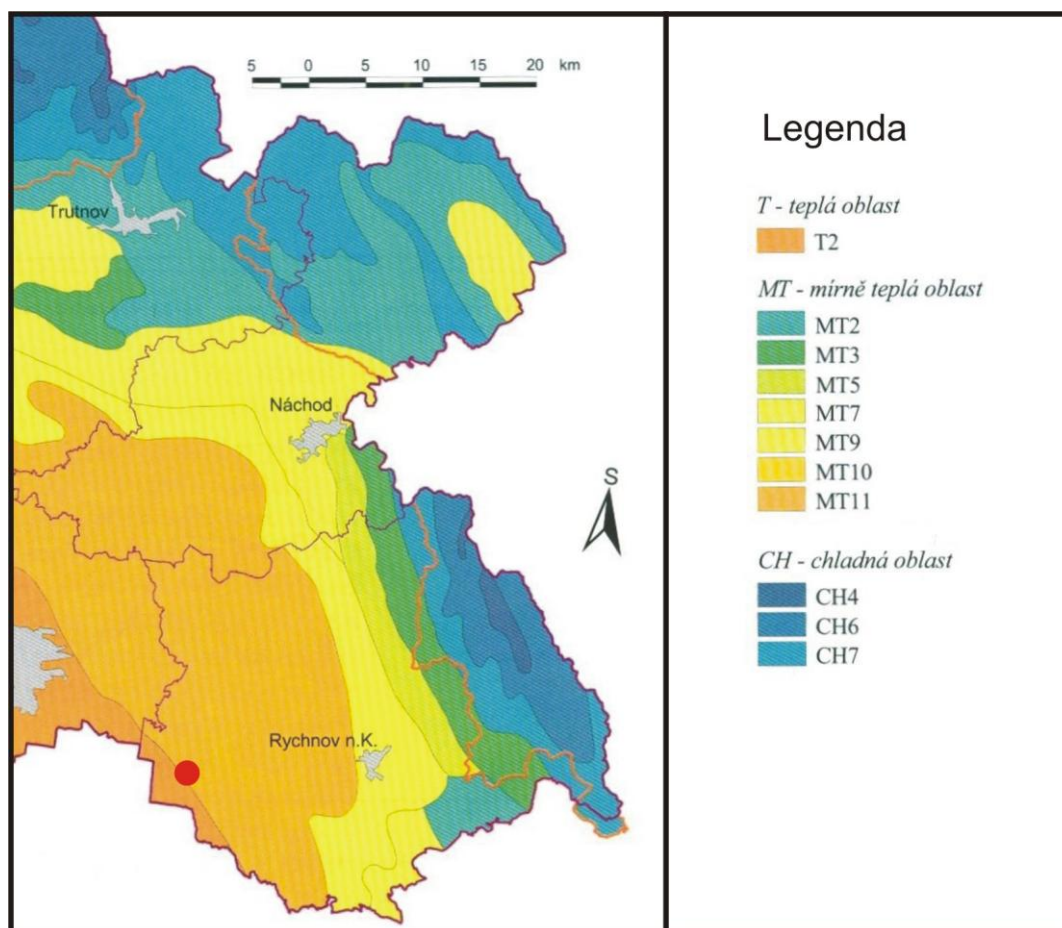 5 0 5 10 15 20 km
Trutnov
Náchod
S
Rychnov n.K.
Legenda
T - teplá oblast
T2
MT - mírně teplá oblast
MT2
MT3
MT5
MT7
MT9
MT10
MT11
CH - chladná oblast
CH4
CH6
CH7